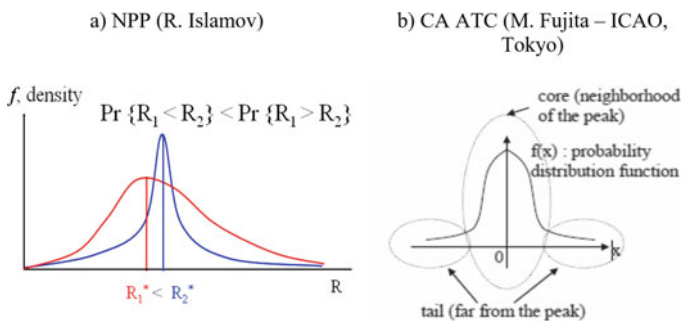 a) NPP (R. Islamov)
b) CA ATC (M. Fujita – ICAO,
Tokyo)
f, density
Pr {R₁ < R₂} < Pr {R₁ > R₂}
R₁* < R₂*
R
core (neighborhood
of the peak)
f(x) : probability
distribution function
0
x
tail (far from the peak)